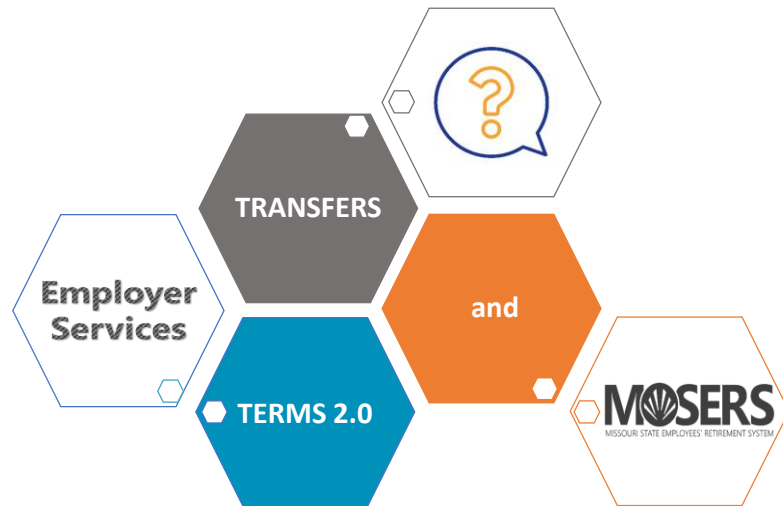 ?
TRANSFERS
and
Employer
Services
TERMS 2.0
MOSERS
MISSOURI STATE EMPLOYEES' RETIREMENT SYSTEM